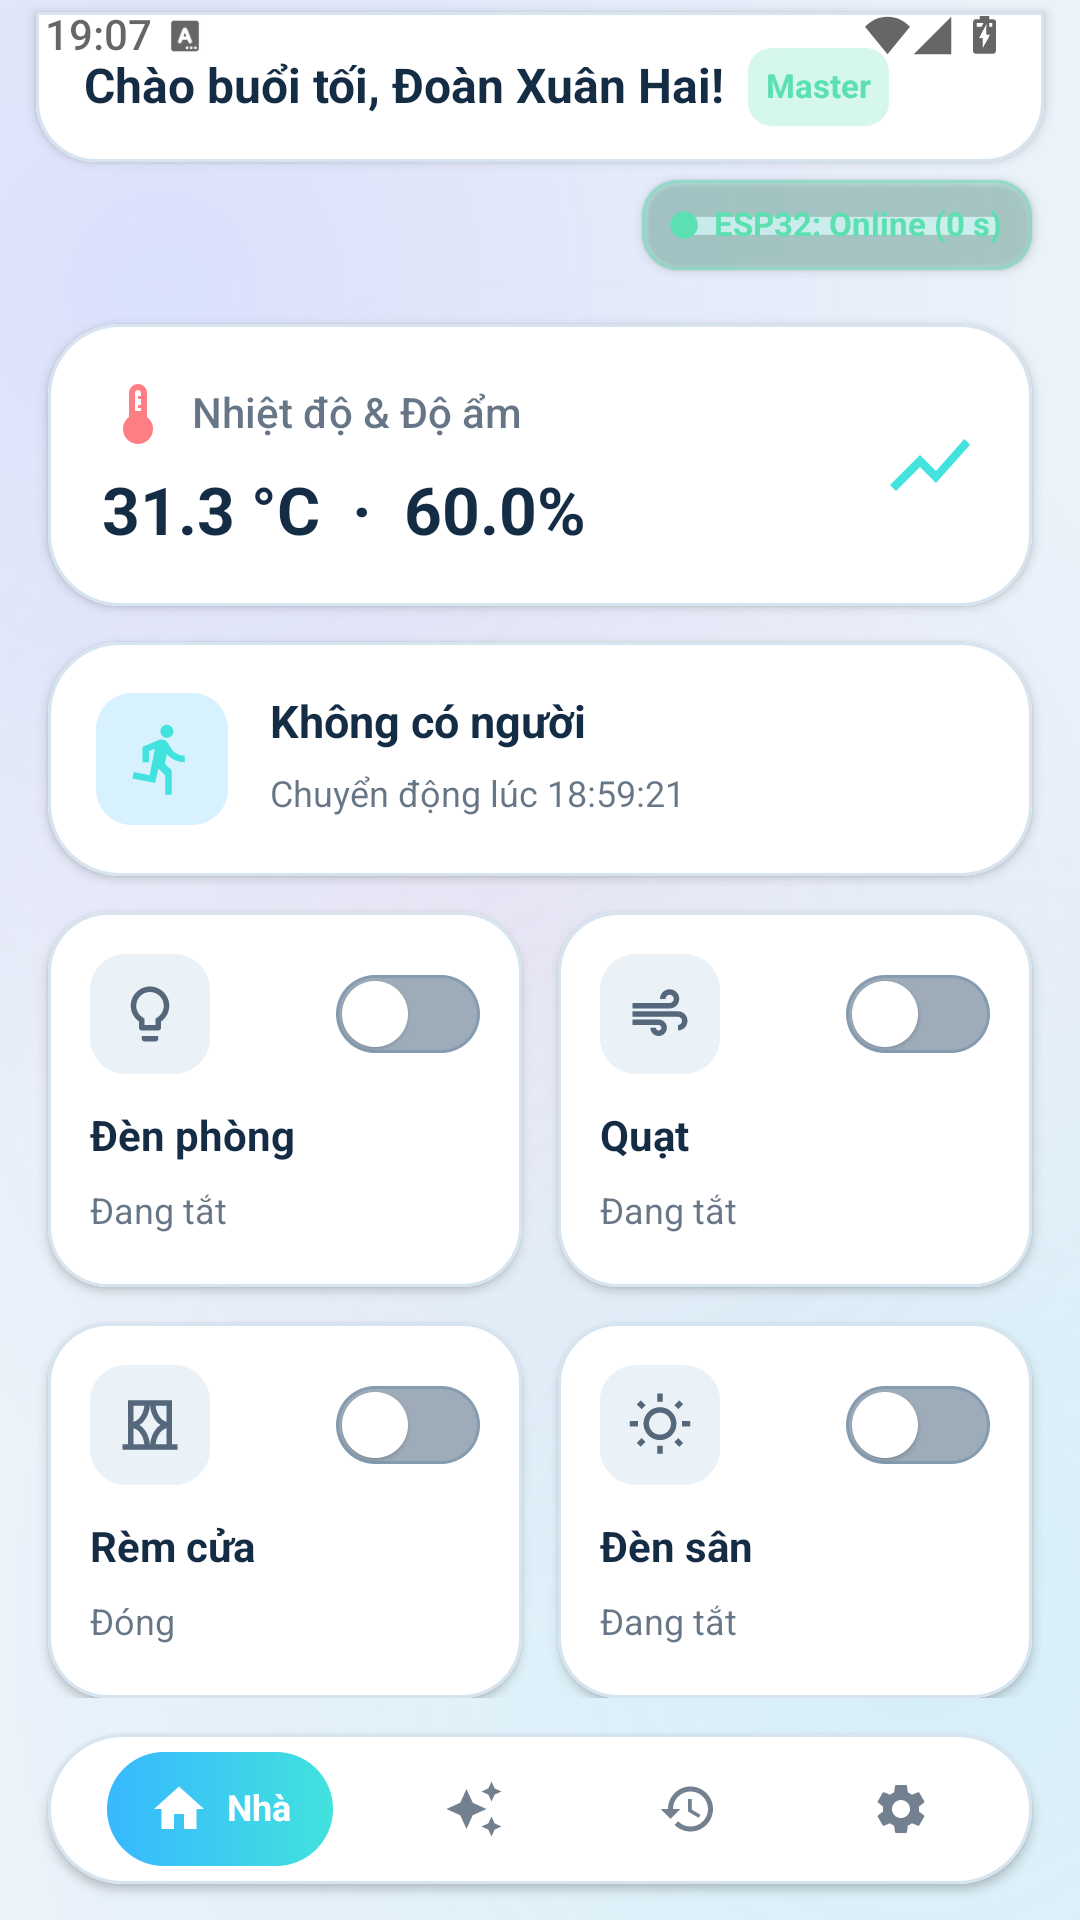 19:07
Chào buổi tối, Đoàn Xuân Hai! Master
ESP32: Online (0 s)
Nhiệt độ & Độ ẩm
31.3 °C · 60.0%
Không có người
Chuyển động lúc 18:59:21
Đèn phòng
Đang tắt
Quạt
Đang tắt
Rèm cửa
Đóng
Đèn sân
Đang tắt
Nhà